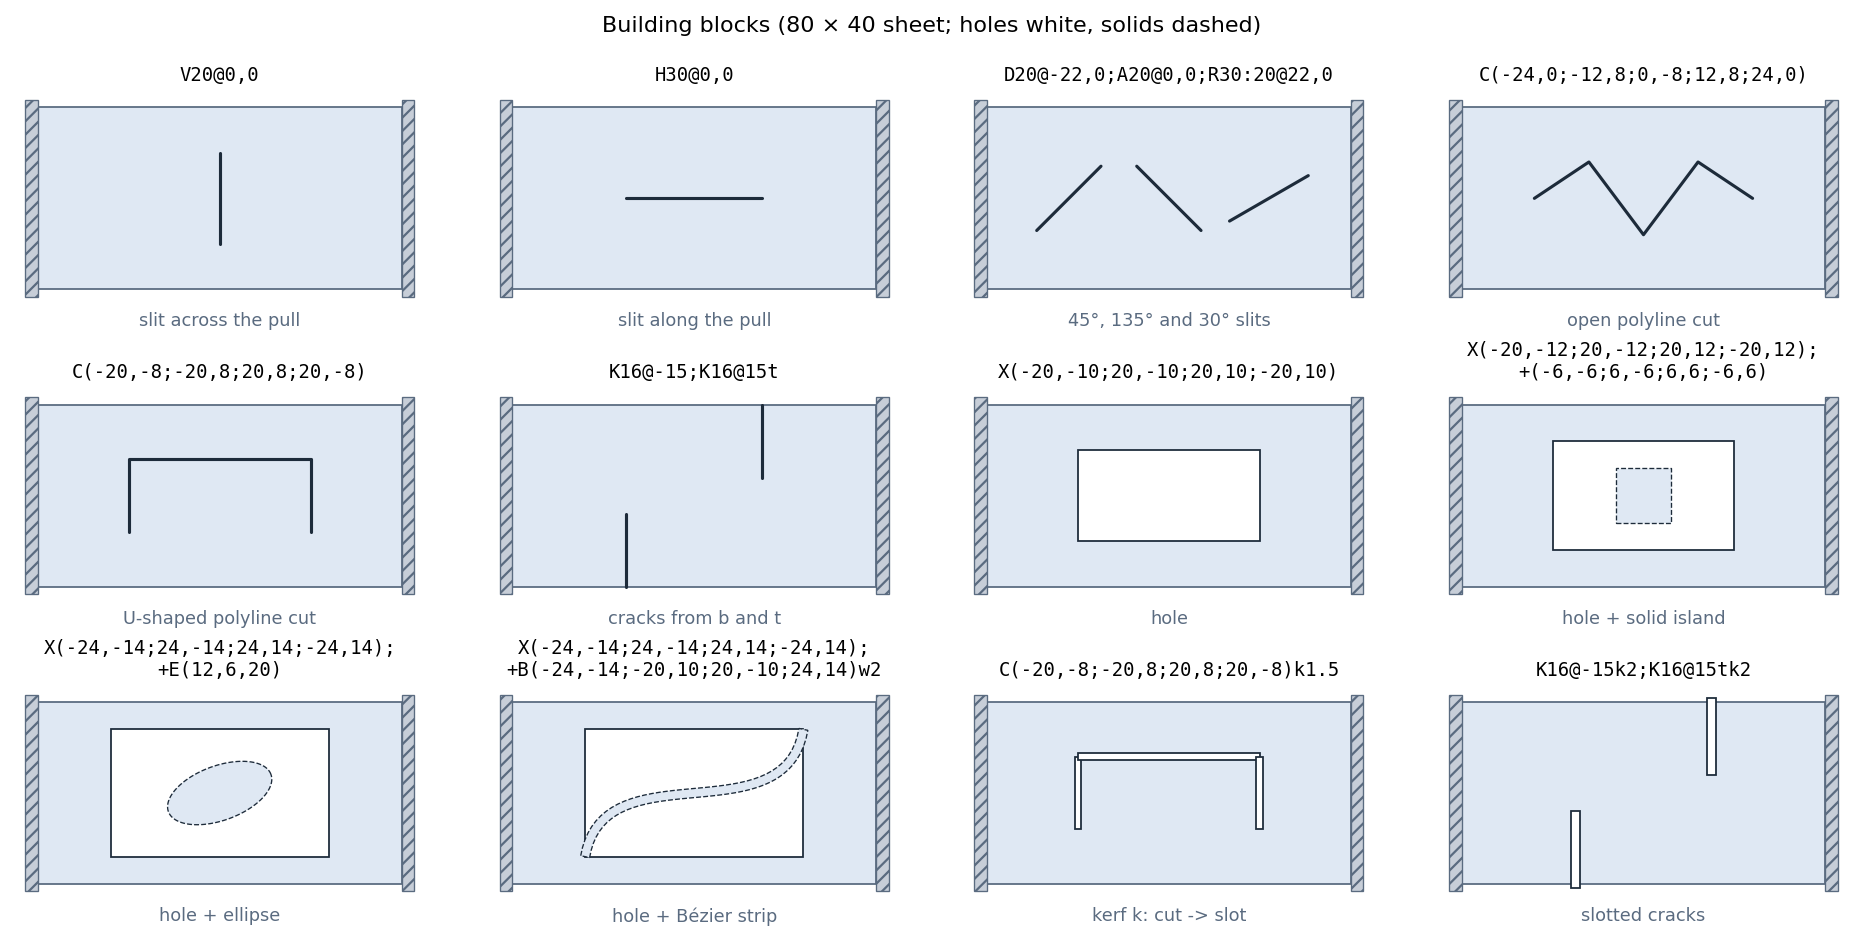 Building blocks (80 × 40 sheet; holes white, solids dashed)
V20@0,0
H30@0,0
D20@-22,0;A20@0,0;R30:20@22,0
C(-24,0;-12,8;0,-8;12,8;24,0)
slit across the pull
slit along the pull
45°, 135° and 30° slits
open polyline cut
C(-20,-8;-20,8;20,8;20,-8)
K16@-15;K16@15t
X(-20,-10;20,-10;20,10;-20,10)
X(-20,-12;20,-12;20,12;-20,12);
+(-6,-6;6,-6;6,6;-6,6)
U-shaped polyline cut
cracks from b and t
hole
hole + solid island
X(-24,-14;24,-14;24,14;-24,14);
+E(12,6,20)
X(-24,-14;24,-14;24,14;-24,14);
+B(-24,-14;-20,10;20,-10;24,14)w2
C(-20,-8;-20,8;20,8;20,-8)k1.5
K16@-15k2;K16@15tk2
hole + ellipse
hole + Bézier strip
kerf k: cut -> slot
slotted cracks